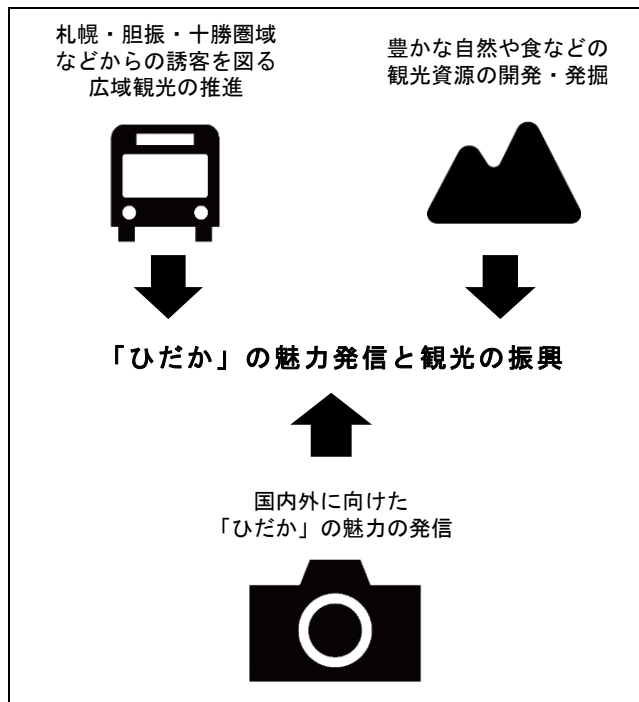 札幌・胆振・十勝圏域
などからの誘客を図る
広域観光の推進
豊かな自然や食などの
観光資源の開発・発掘
「ひだか」の魅力発信と観光の振興
国内外に向けた
「ひだか」の魅力の発信